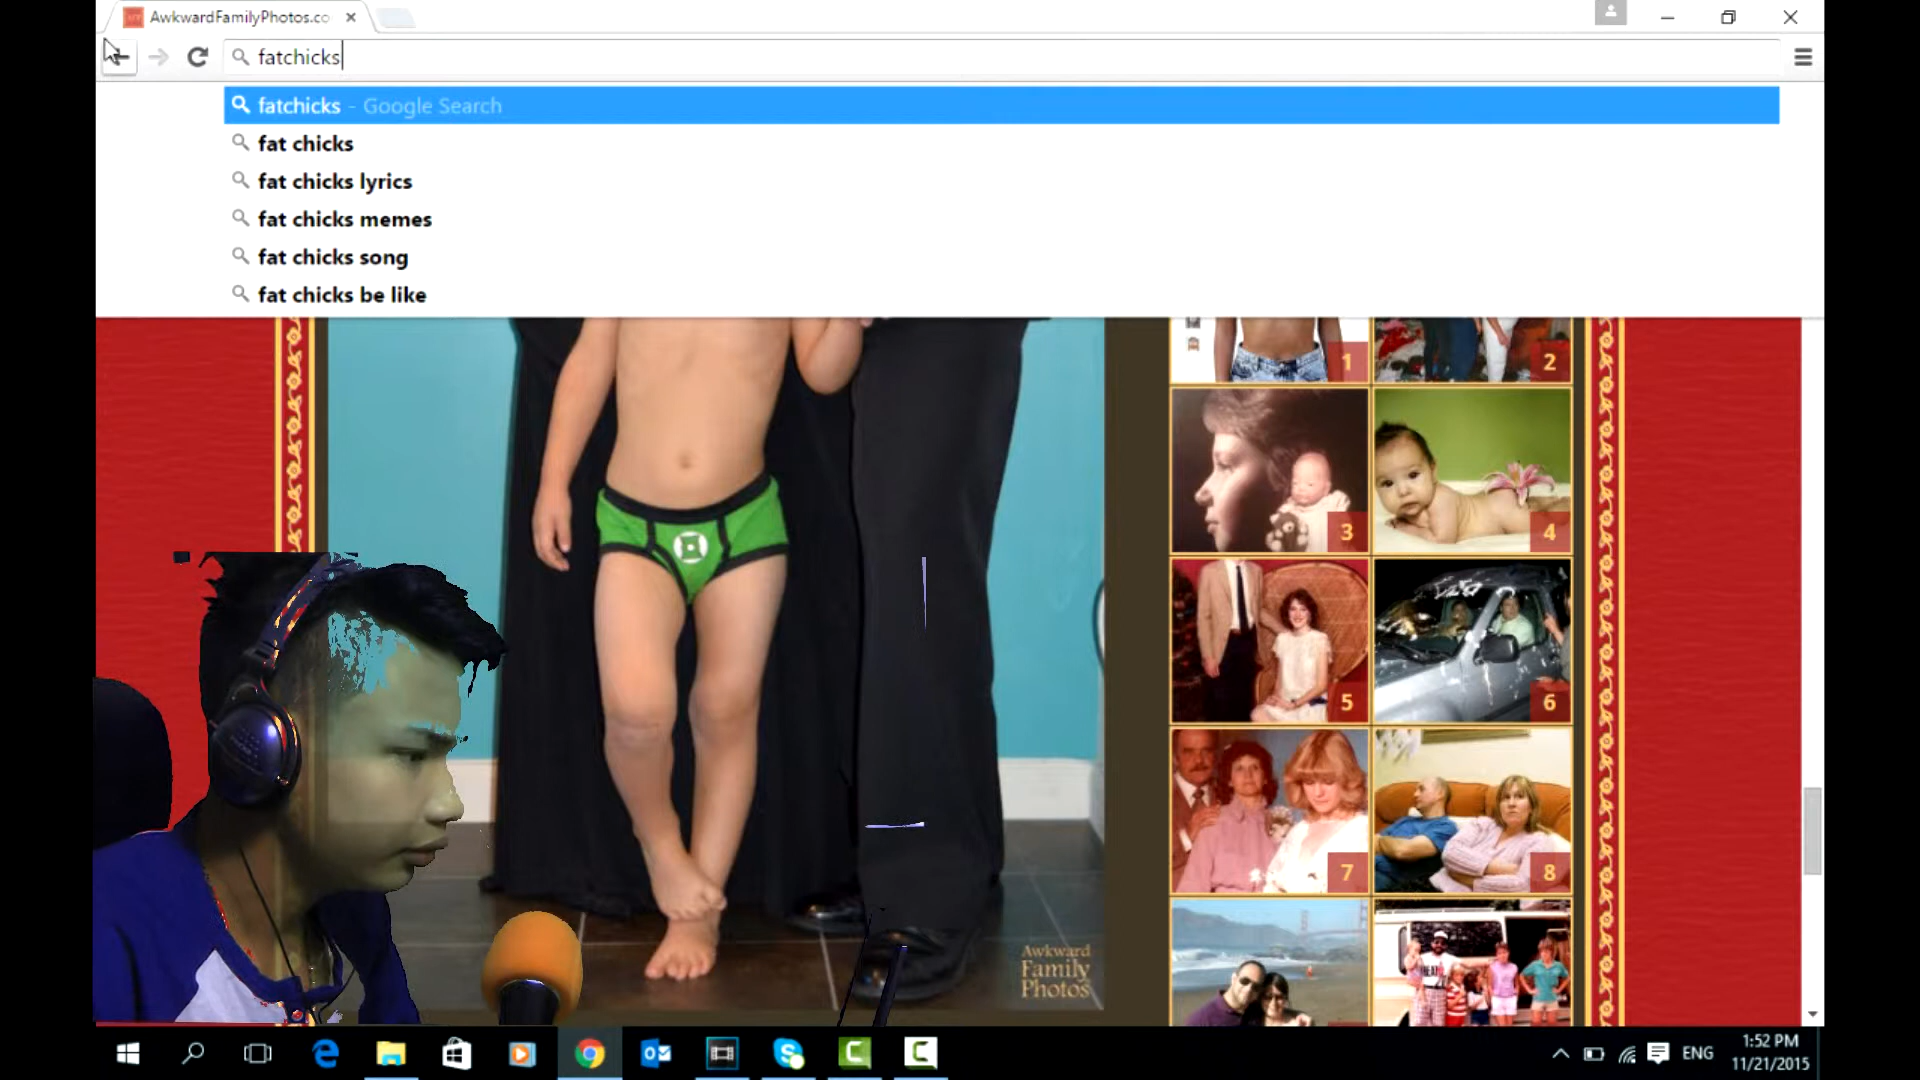 AwkwardFamilyPhotos.co
fatchicks
fatchicks - Google Search
fat chicks
fat chicks lyrics
fat chicks memes
fat chicks song
fat chicks be like
1
2
3
4
5
6
7
8
Awkward
Family
Photos
ENG
1:52 PM
11/21/2015